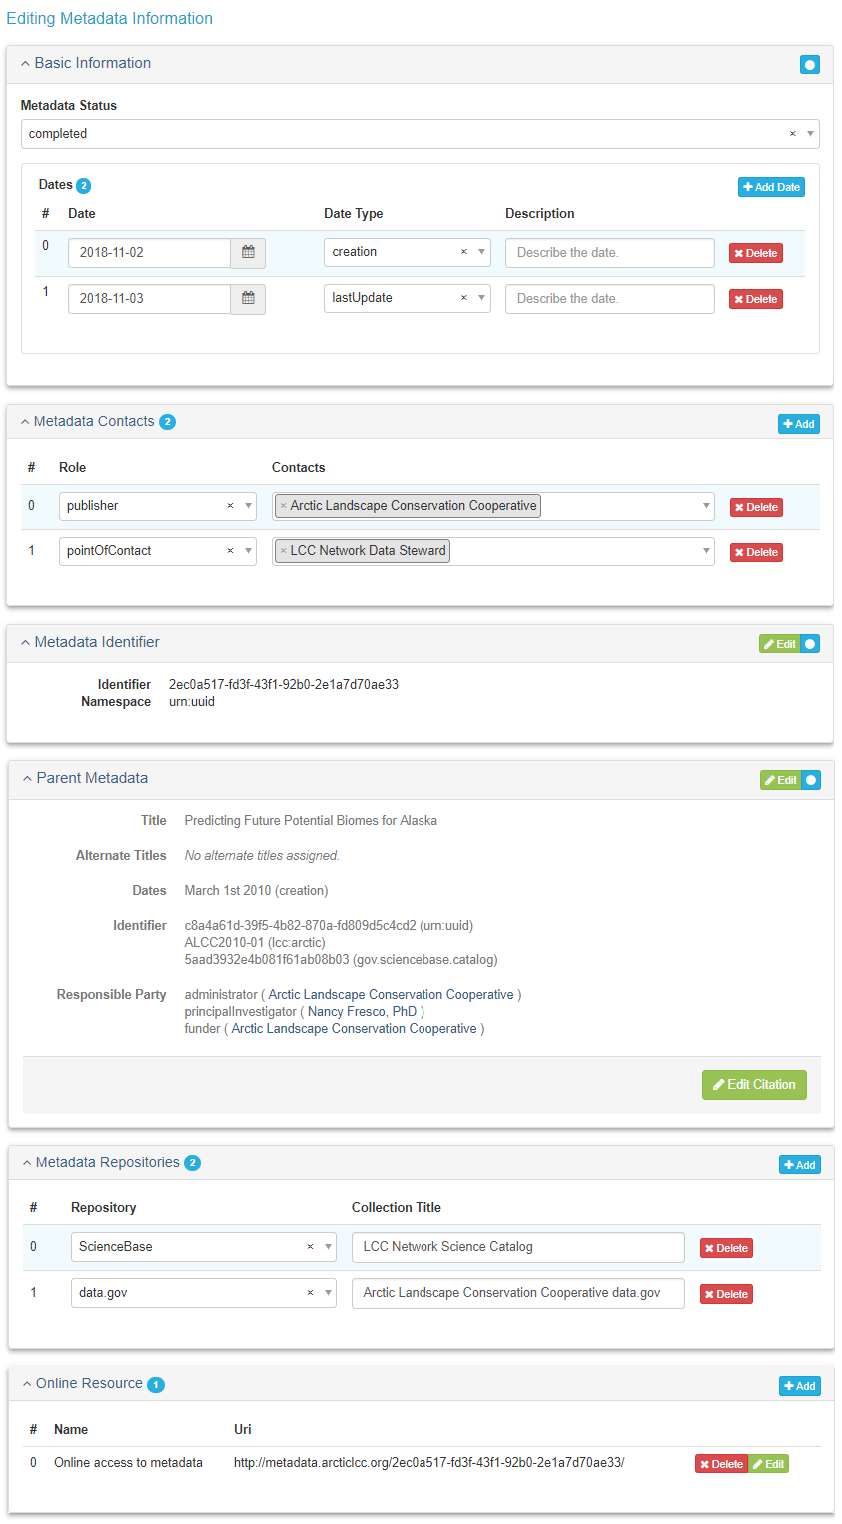 Editing Metadata Information
Basic Information
Metadata Status
completed × 
Dates 2
Add Date
# Date Date Type Description
0 2018-11-02 creation × Describe the date. Delete
1 2018-11-03 lastUpdate × Describe the date. Delete
Metadata Contacts 2
Add
# Role Contacts
0 publisher × × Arctic Landscape Conservation Cooperative Delete
1 pointOfContact × × LCC Network Data Steward Delete
Metadata Identifier
Edit
Identifier 2ec0a517-fd3f-43f1-92b0-2e1a7d70ae33
Namespace urn:uuid
Parent Metadata
Edit
Title Predicting Future Potential Biomes for Alaska
Alternate Titles No alternate titles assigned.
Dates March 1st 2010 (creation)
Identifier c8a4a61d-39f5-4b82-870a-fd809d5c4cd2 (urn:uuid)
ALCC2010-01 (lcc:arctic)
5aad3932e4b081f61ab08b03 (gov.sciencebase.catalog)
Responsible Party administrator ( Arctic Landscape Conservation Cooperative )
principalInvestigator ( Nancy Fresco, PhD )
funder ( Arctic Landscape Conservation Cooperative )
Edit Citation
Metadata Repositories 2
Add
# Repository Collection Title
0 ScienceBase × LCC Network Science Catalog Delete
1 data.gov × Arctic Landscape Conservation Cooperative data.gov Delete
Online Resource 1
Add
# Name Uri
0 Online access to metadata http://metadata.arcticlcc.org/2ec0a517-fd3f-43f1-92b0-2e1a7d70ae33/ Delete Edit